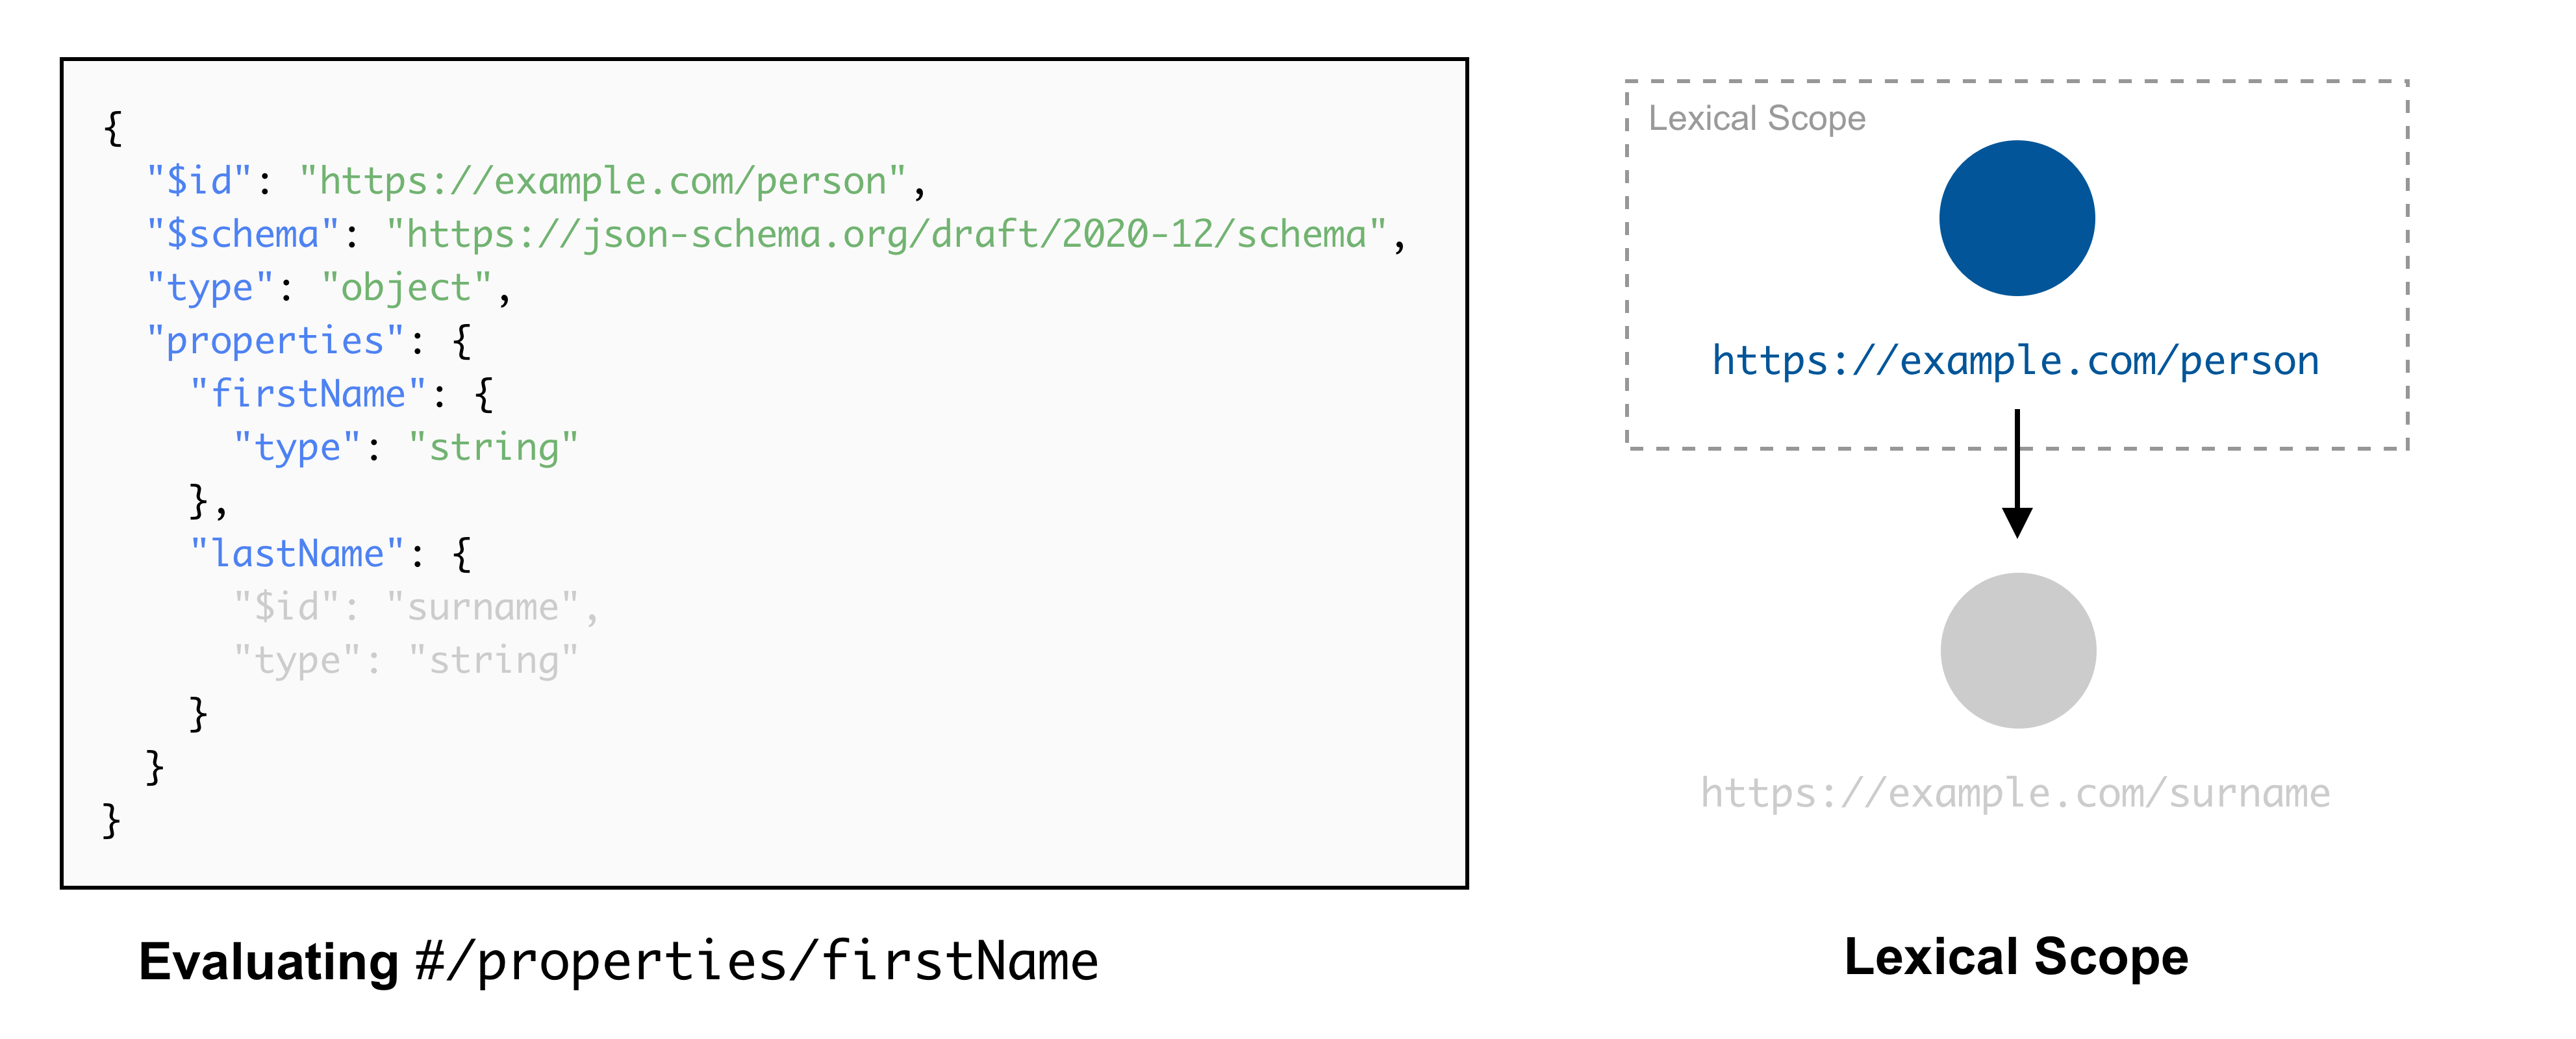 {
  "$id": "https://example.com/person",
  "$schema": "https://json-schema.org/draft/2020-12/schema",
  "type": "object",
  "properties": {
    "firstName": {
      "type": "string"
    },
    "lastName": {
      "$id": "surname",
      "type": "string"
    }
  }
}
Evaluating #/properties/firstName
Lexical Scope
https://example.com/person
https://example.com/surname
Lexical Scope